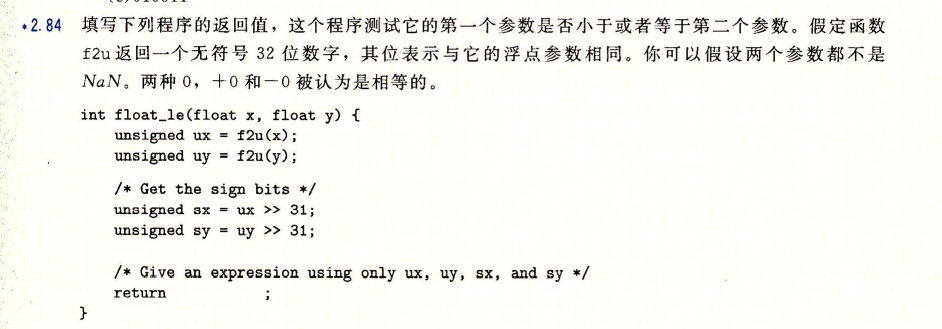 *2.84 填写下列程序的返回值，这个程序测试它的第一个参数是否小于或者等于第二个参数。假定函数
f2u返回一个无符号32位数字，其位表示与它的浮点参数相同。你可以假设两个参数都不是
NaN。两种0，+0和-0被认为是相等的。
int float_le(float x, float y) {
unsigned ux = f2u(x);
unsigned uy = f2u(y);
/* Get the sign bits */
unsigned sx = ux >> 31;
unsigned sy = uy >> 31;
/* Give an expression using only ux, uy, sx, and sy */
return ;
}